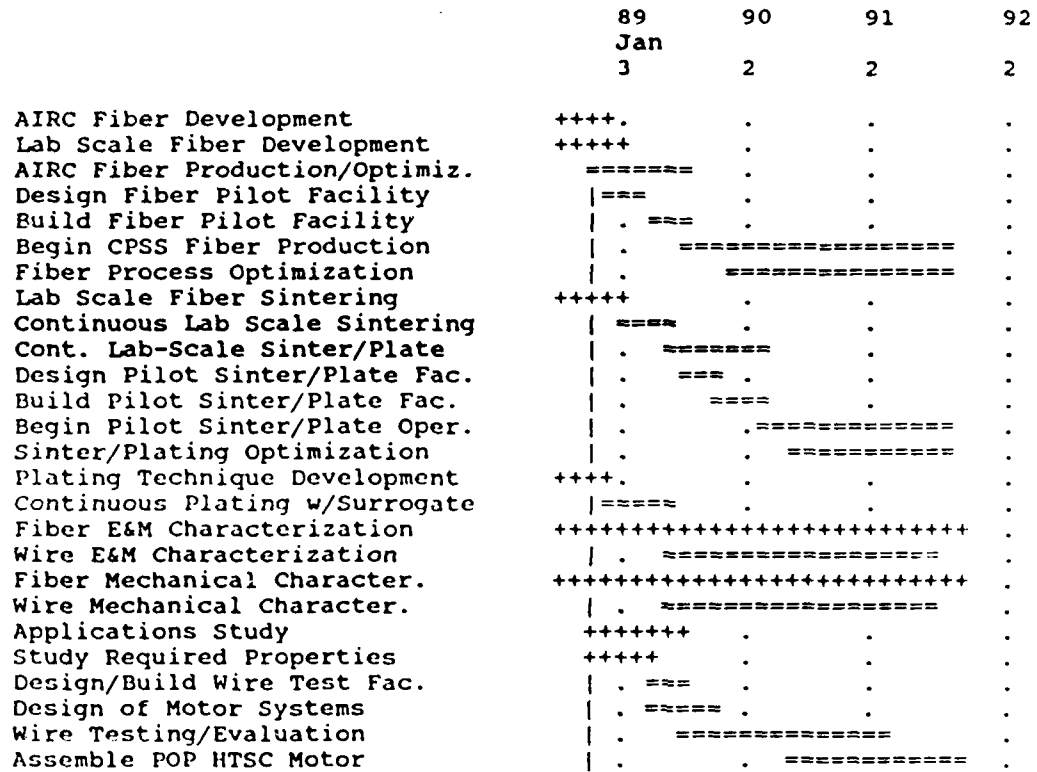 89 90 91 92
Jan
3 2 2 2
AIRC Fiber Development ++++. . . .
Lab Scale Fiber Development +++++ . . .
AIRC Fiber Production/Optimiz. ======= . . .
Design Fiber Pilot Facility |=== . . .
Build Fiber Pilot Facility | . === . . .
Begin CPSS Fiber Production | . ================== .
Fiber Process Optimization | . =============== .
Lab Scale Fiber Sintering +++++ . . .
Continuous Lab Scale Sintering | ==== . . .
Cont. Lab-Scale Sinter/Plate | . ======= . .
Design Pilot Sinter/Plate Fac. | . === . . .
Build Pilot Sinter/Plate Fac. | . ==== . .
Begin Pilot Sinter/Plate Oper. | . .============= .
Sinter/Plating Optimization | . . =========== .
Plating Technique Development ++++. . . .
Continuous Plating w/Surrogate |===== . . .
Fiber E&M Characterization +++++++++++++++++++++++++++ .
Wire E&M Characterization | . ================== .
Fiber Mechanical Character. +++++++++++++++++++++++++++ .
Wire Mechanical Character. | . ================== .
Applications Study +++++++ . . .
Study Required Properties +++++ . . .
Design/Build Wire Test Fac. | . === . . .
Design of Motor Systems | . ===== . . .
Wire Testing/Evaluation | . ============== .
Assemble POP HTSC Motor | . . ============ .